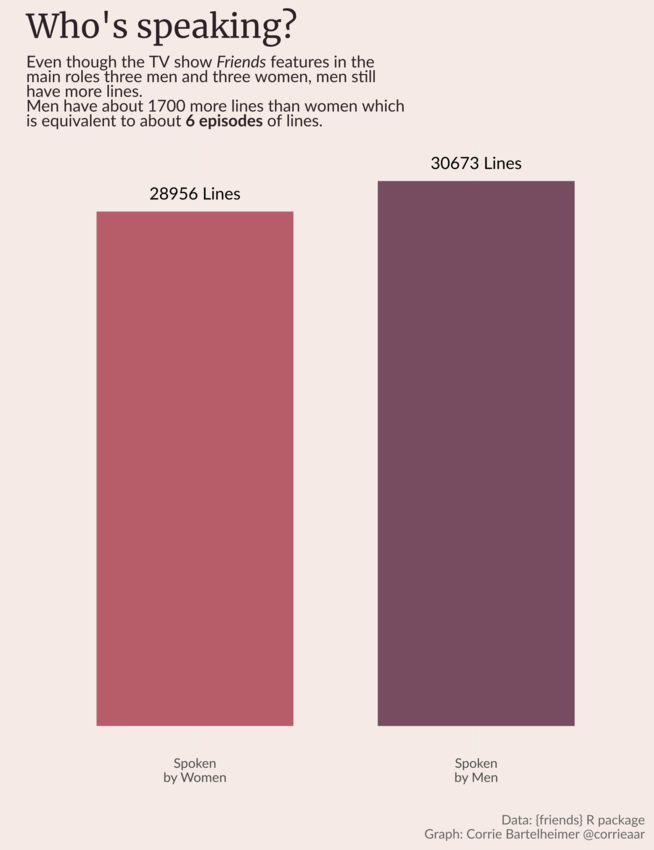 Who's speaking?
Even though the TV show Friends features in the
main roles three men and three women, men still
have more lines.
Men have about 1700 more lines than women which
is equivalent to about 6 episodes of lines.
30673 Lines
28956 Lines
Spoken
by Women
Spoken
by Men
Data: {friends} R package
Graph: Corrie Bartelheimer @corrieaar